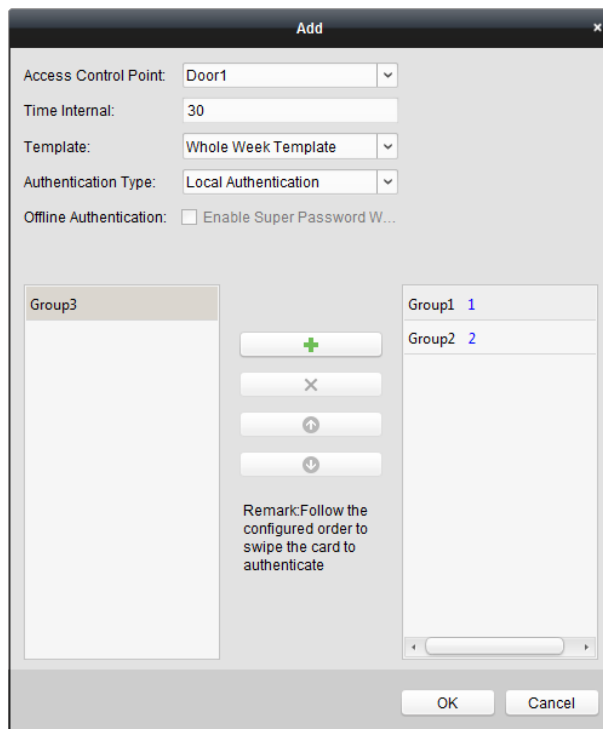 Add
Access Control Point: Door1
Time Internal: 30
Template: Whole Week Template
Authentication Type: Local Authentication
Offline Authentication: Enable Super Password W...
Group3
Group1 1
Group2 2
Remark:Follow the
configured order to
swipe the card to
authenticate
OK Cancel